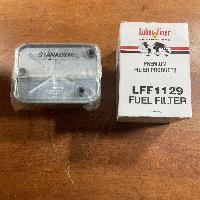 STANADYNE
Luberfiner
PREMIUM
FILTER PRODUCTS
LFF1129
FUEL FILTER